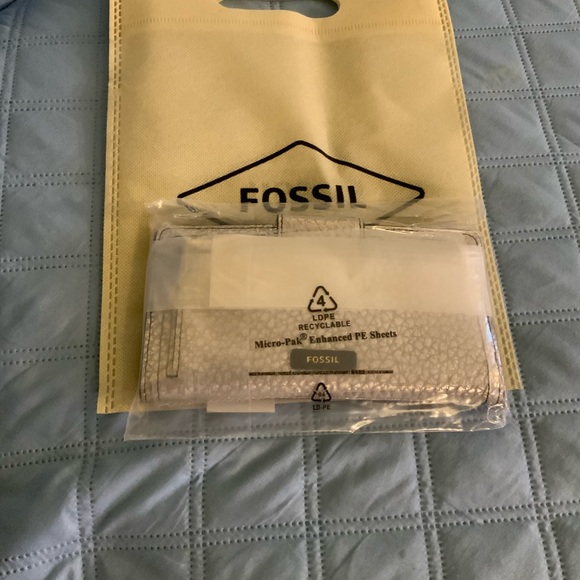 FOSSIL
4
LDPE
RECYCLABLE
Micro-Pak® Enhanced PE Sheets
FOSSIL
LD-PE